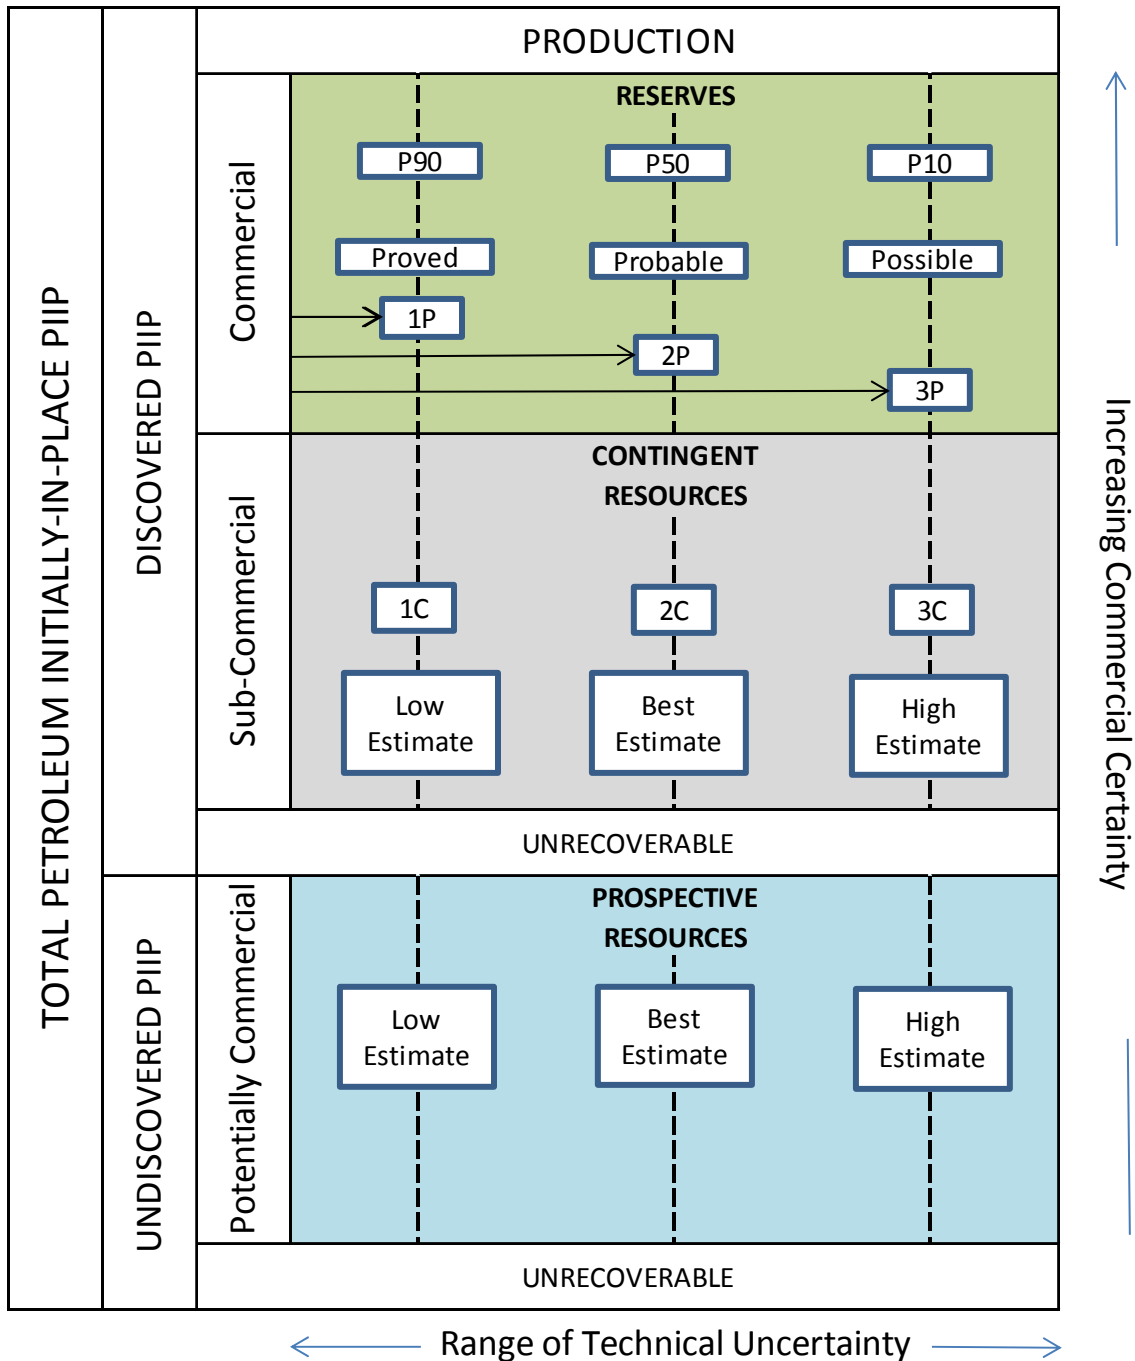 TOTAL PETROLEUM INITIALLY-IN-PLACE PIIP
DISCOVERED PIIP
UNDISCOVERED PIIP
PRODUCTION
Commercial
RESERVES
P90
P50
P10
Proved
Probable
Possible
1P
2P
3P
Sub-Commercial
CONTINGENT
RESOURCES
1C
2C
3C
Low
Estimate
Best
Estimate
High
Estimate
UNRECOVERABLE
Potentially Commercial
PROSPECTIVE
RESOURCES
Low
Estimate
Best
Estimate
High
Estimate
UNRECOVERABLE
Increasing Commercial Certainty
Range of Technical Uncertainty